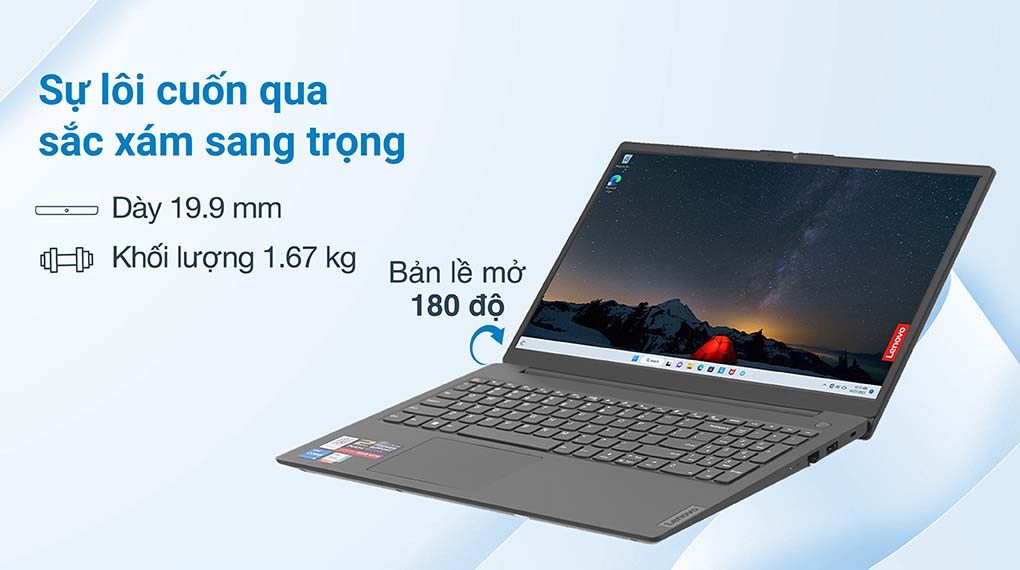 Sự lôi cuốn qua
sắc xám sang trọng
Dày 19.9 mm
Khối lượng 1.67 kg
Bản lề mở
180 độ
Lenovo
Lenovo